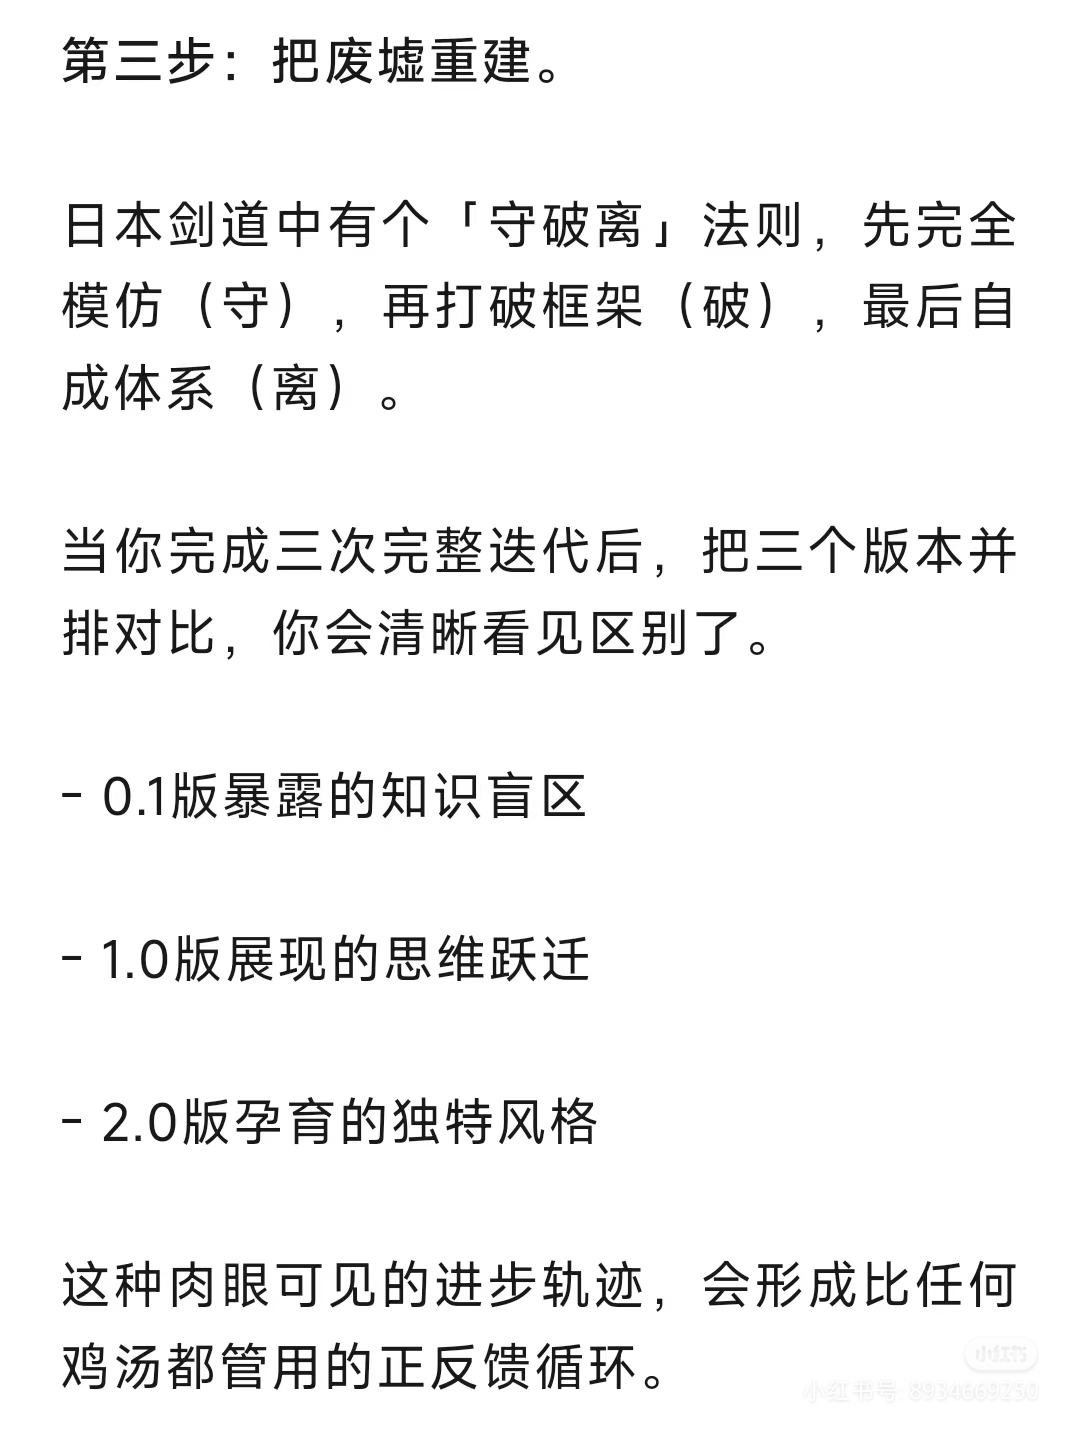 第三步：把废墟重建。
日本剑道中有个「守破离」法则，先完全
模仿（守），再打破框架（破），最后自
成体系（离）。
当你完成三次完整迭代后，把三个版本并
排对比，你会清晰看见区别了。
- 0.1版暴露的知识盲区
- 1.0版展现的思维跃迁
- 2.0版孕育的独特风格
这种肉眼可见的进步轨迹，会形成比任何
鸡汤都管用的正反馈循环。
小红书
小红书号: 8934669250